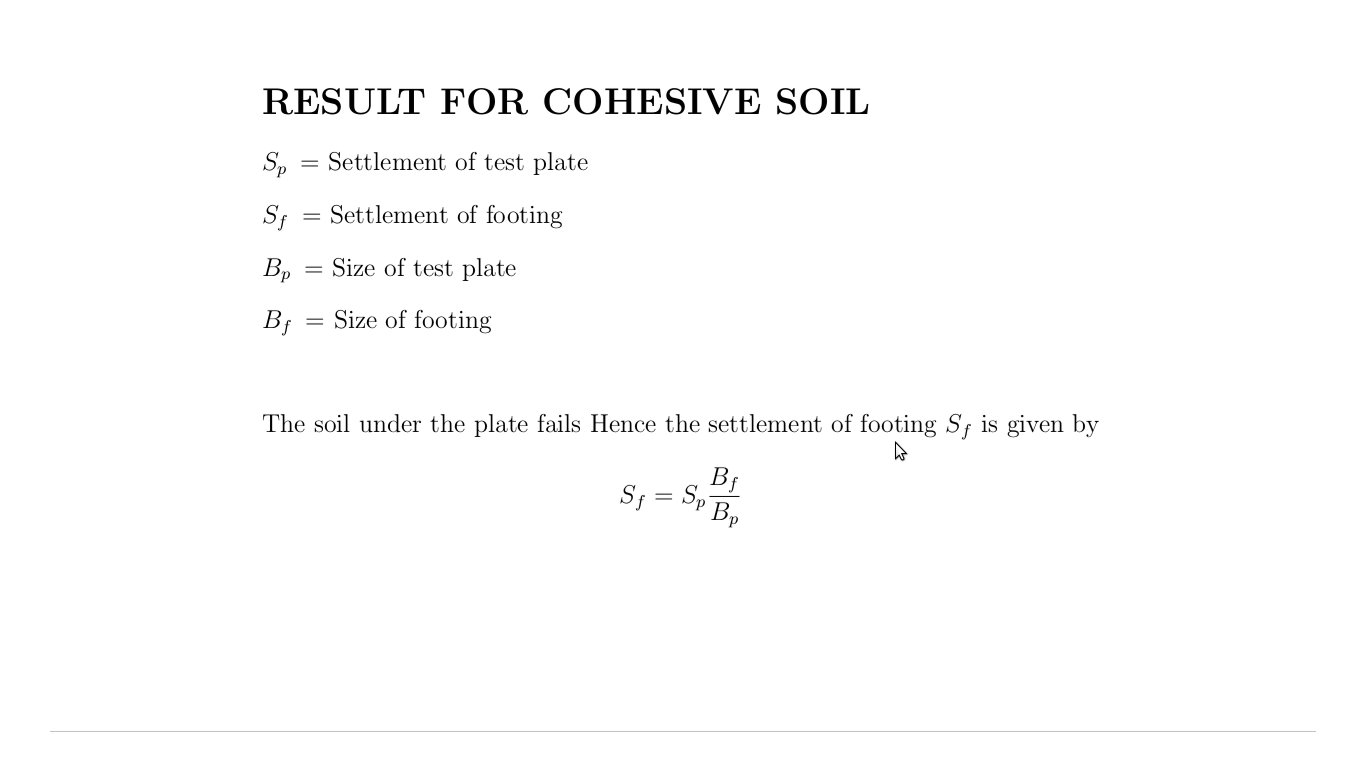 RESULT FOR COHESIVE SOIL
S_p = Settlement of test plate
S_f = Settlement of footing
B_p = Size of test plate
B_f = Size of footing
The soil under the plate fails Hence the settlement of footing S_f is given by
S_f = S_p \frac{B_f}{B_p}